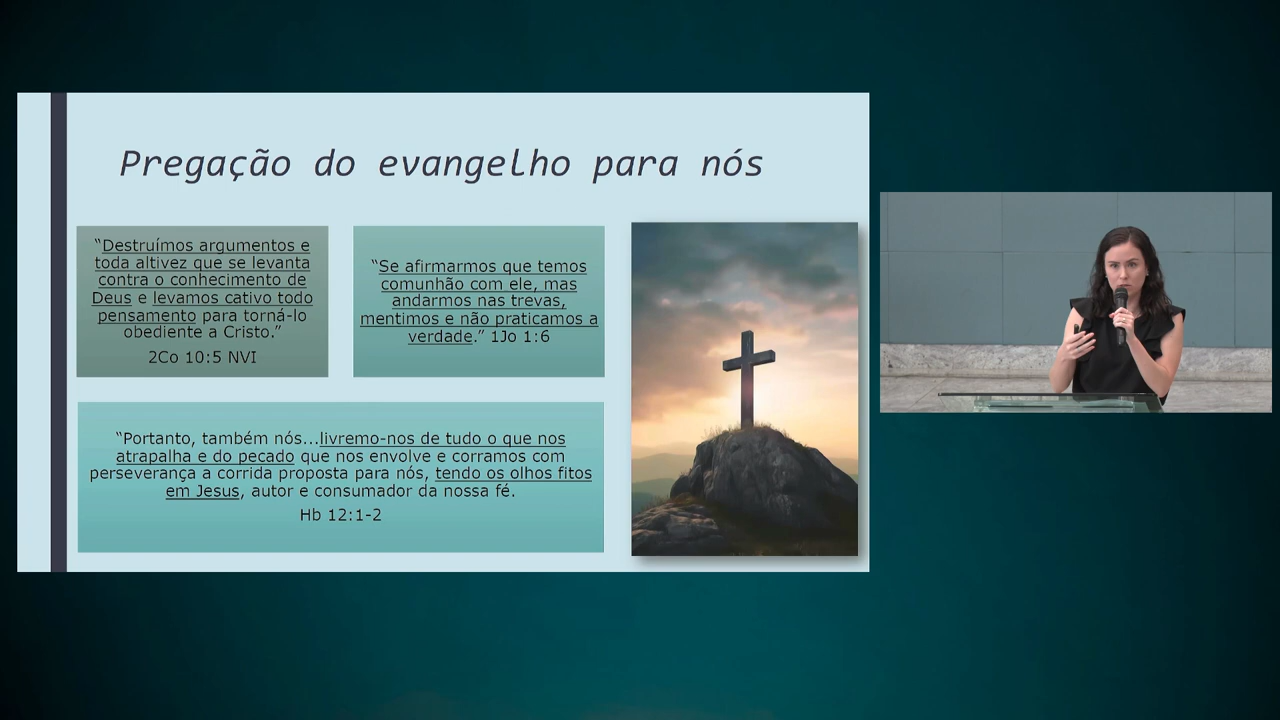 Pregação do evangelho para nós
“Destruímos argumentos e
toda altivez que se levanta
contra o conhecimento de
Deus e levamos cativo todo
pensamento para torná-lo
obediente a Cristo.”
2Co 10:5 NVI
“Se afirmarmos que temos
comunhão com ele, mas
andarmos nas trevas,
mentimos e não praticamos a
verdade.” 1Jo 1:6
“Portanto, também nós...livremo-nos de tudo o que nos
atrapalha e do pecado que nos envolve e corramos com
perseverança a corrida proposta para nós, tendo os olhos fitos
em Jesus, autor e consumador da nossa fé.
Hb 12:1-2